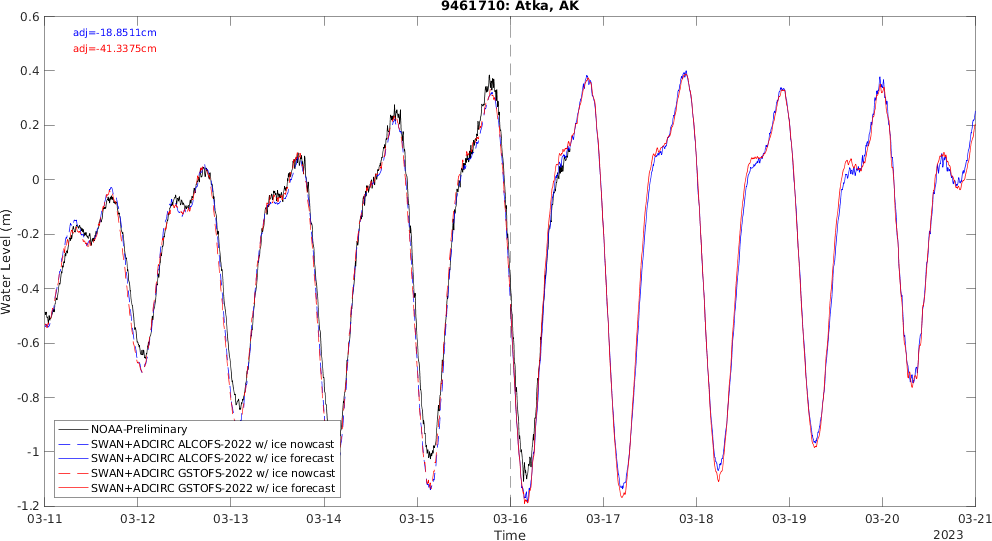 9461710: Atka, AK
adj=-18.8511cm
adj=-41.3375cm
0.6
0.4
0.2
0
-0.2
-0.4
-0.6
-0.8
-1
-1.2
Water Level (m)
NOAA-Preliminary
SWAN+ADCIRC ALCOFS-2022 w/ ice nowcast
SWAN+ADCIRC ALCOFS-2022 w/ ice forecast
SWAN+ADCIRC GSTOFS-2022 w/ ice nowcast
SWAN+ADCIRC GSTOFS-2022 w/ ice forecast
03-11 03-12 03-13 03-14 03-15 03-16 03-17 03-18 03-19 03-20 03-21
Time
2023